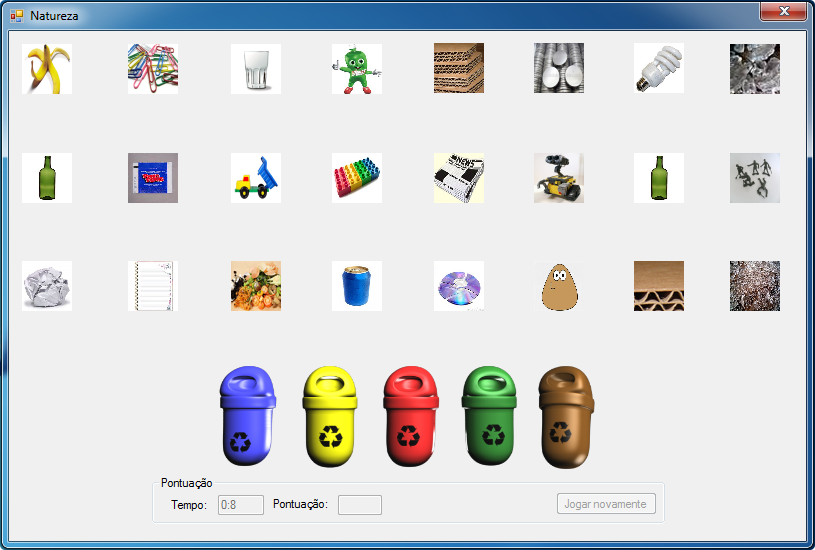 Natureza
NEWS
Pontuação
Tempo: 0:8 Pontuação: Jogar novamente